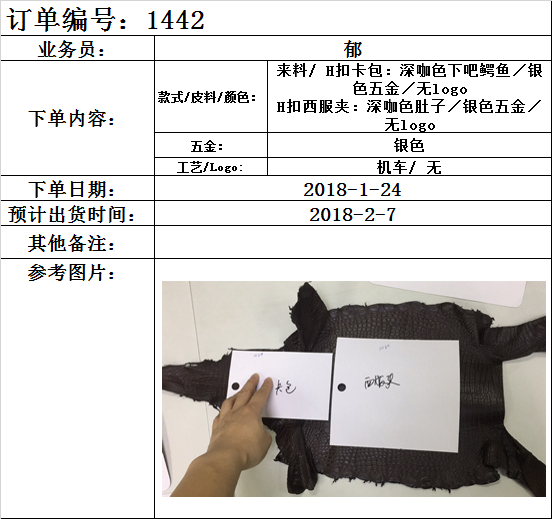 订单编号：1442
业务员：
郁
下单内容：
款式/皮料/颜色：
来料/ H扣卡包：深咖色下吧鳄鱼／银
色五金／无logo
H扣西服夹：深咖色肚子／银色五金／
无logo
五金：
银色
工艺/Logo:
机车/ 无
下单日期：
2018-1-24
预计出货时间：
2018-2-7
其他备注：
参考图片：
卡包
西服夹